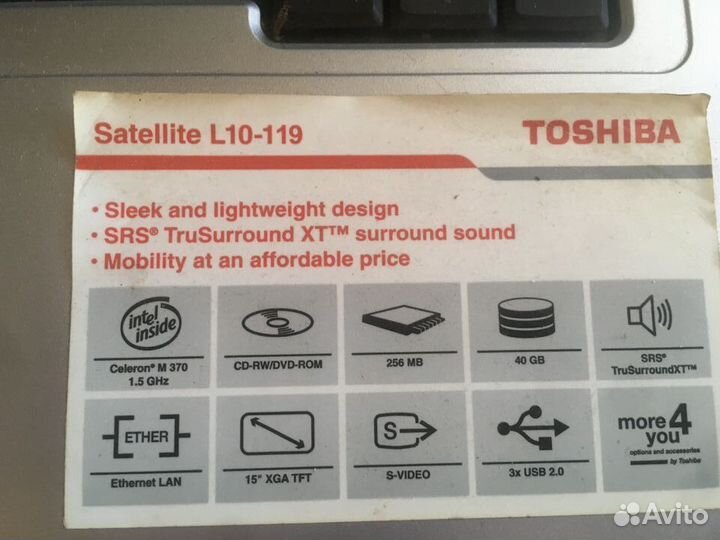 Satellite L10-119 TOSHIBA
• Sleek and lightweight design
• SRS® TruSurround XT™ surround sound
• Mobility at an affordable price
intel
inside
Celeron® M 370
1.5 GHz
CD-RW/DVD-ROM
256 MB
40 GB
SRS®
TruSurroundXT™
ETHER
Ethernet LAN
15" XGA TFT
S
S-VIDEO
3x USB 2.0
more 4
you
options and accessories
by Toshiba
Avito